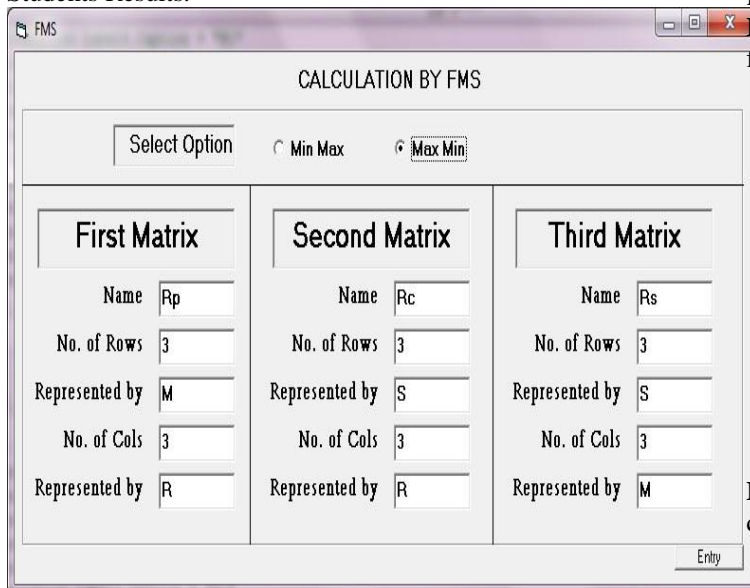 Students Results.
FMS
CALCULATION BY FMS
Select Option Min Max Max Min
First Matrix
Name Rp
No. of Rows 3
Represented by M
No. of Cols 3
Represented by R
Second Matrix
Name Rc
No. of Rows 3
Represented by S
No. of Cols 3
Represented by R
Third Matrix
Name Rs
No. of Rows 3
Represented by S
No. of Cols 3
Represented by M
Entry